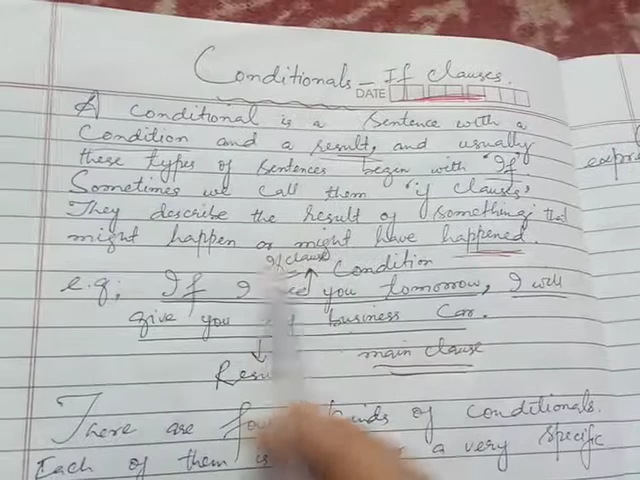 Conditionals - If clauses.
DATE
A conditional is a sentence with a
Condition and a result, and usually
these types of sentences begin with "If"
Sometimes we call them 'if clauses'
They describe the result of something that
might happen or might have happened.
If clause Condition
e.g; If I you tomorrow, I will
give you business Car.
main clause
There are kinds of conditionals.
Each of them is a very specific